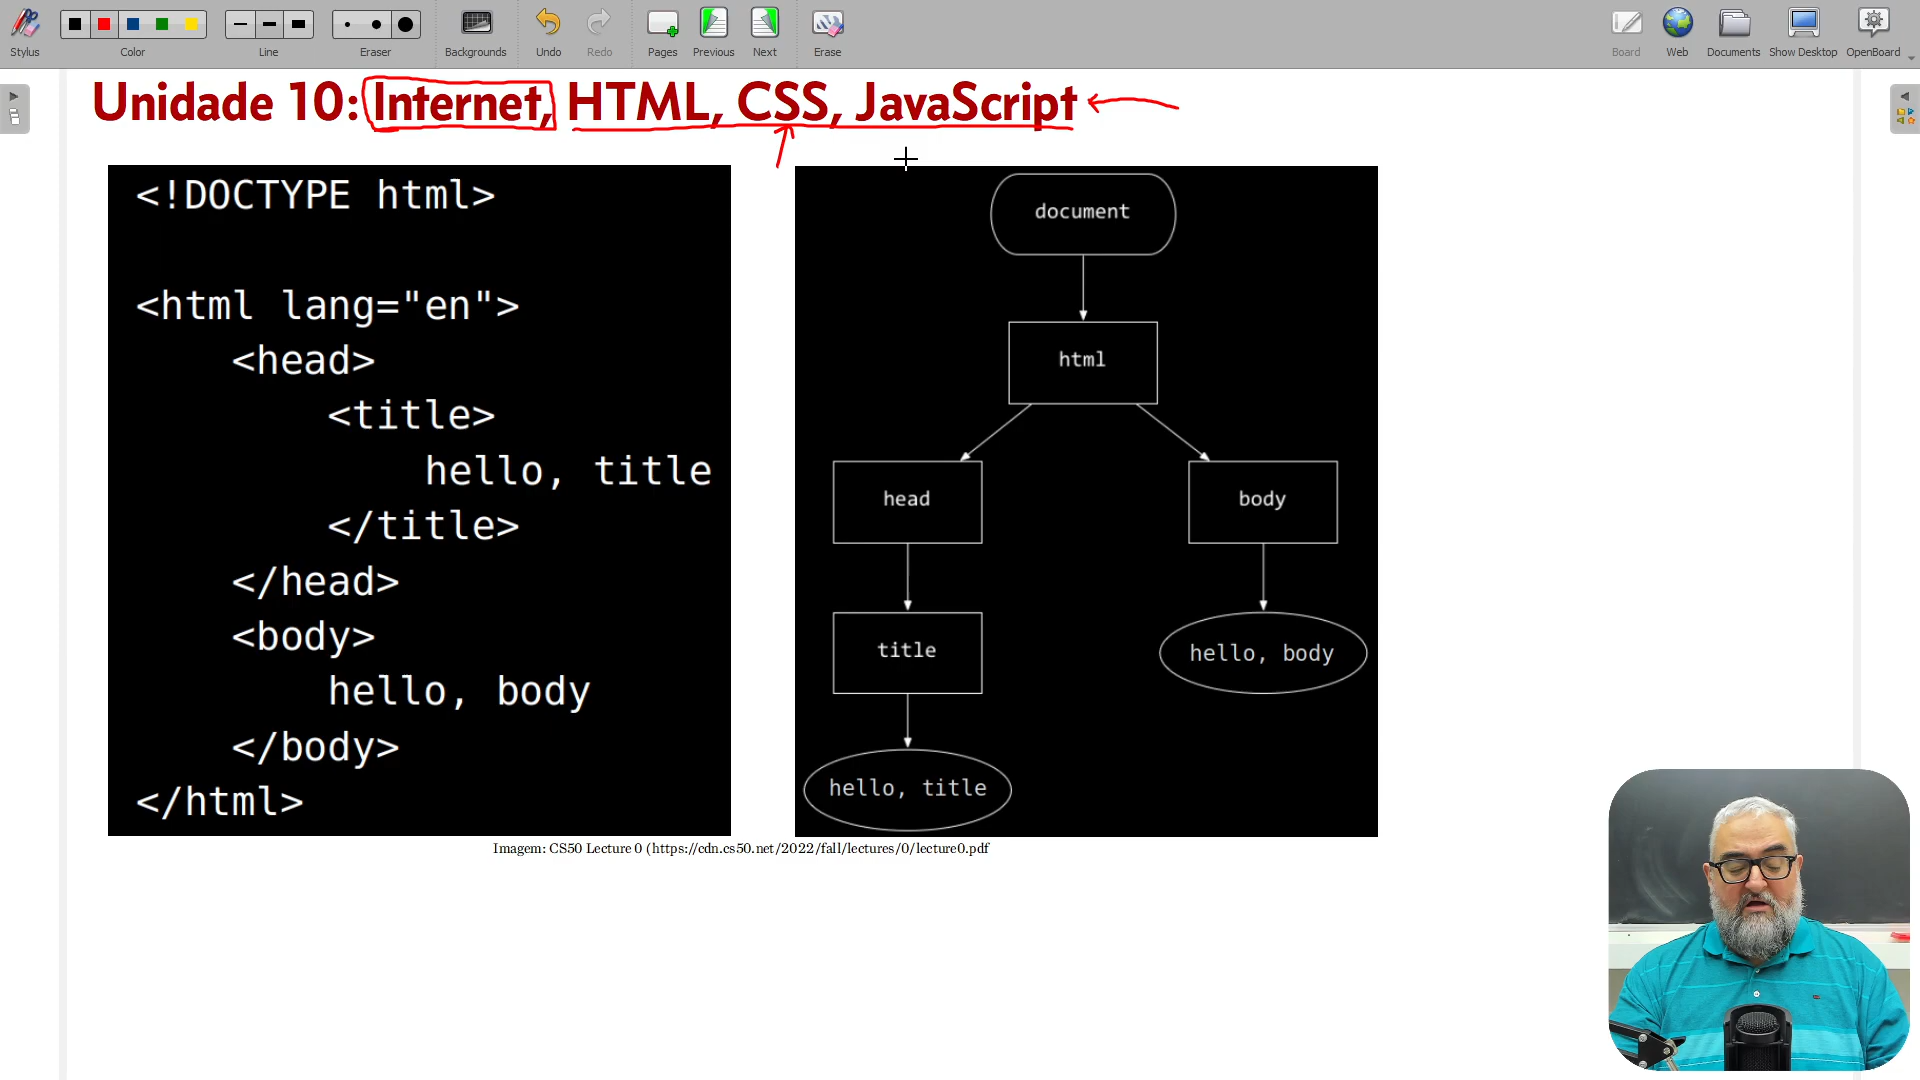 Stylus
Color
Line
Eraser
Backgrounds
Undo
Redo
Pages
Previous
Next
Erase
Board
Web
Documents
Show Desktop
OpenBoard
Unidade 10: Internet, HTML, CSS, JavaScript
<!DOCTYPE html>
<html lang="en">
<head>
<title>
hello, title
</title>
</head>
<body>
hello, body
</body>
</html>
document
html
head
body
title
hello, body
hello, title
Imagem: CS50 Lecture 0 (https://cdn.cs50.net/2022/fall/lectures/0/lecture0.pdf